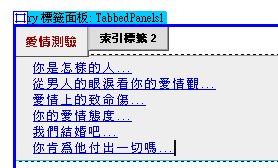 ry 標籤面板: TabbedPanels1
愛情測驗 索引標籤 2
你是怎樣的人...
從男人的眼淚看你的愛情觀...
愛情上的致命傷...
你的愛情態度...
我們結婚吧...
你肯為他付出一切嗎...